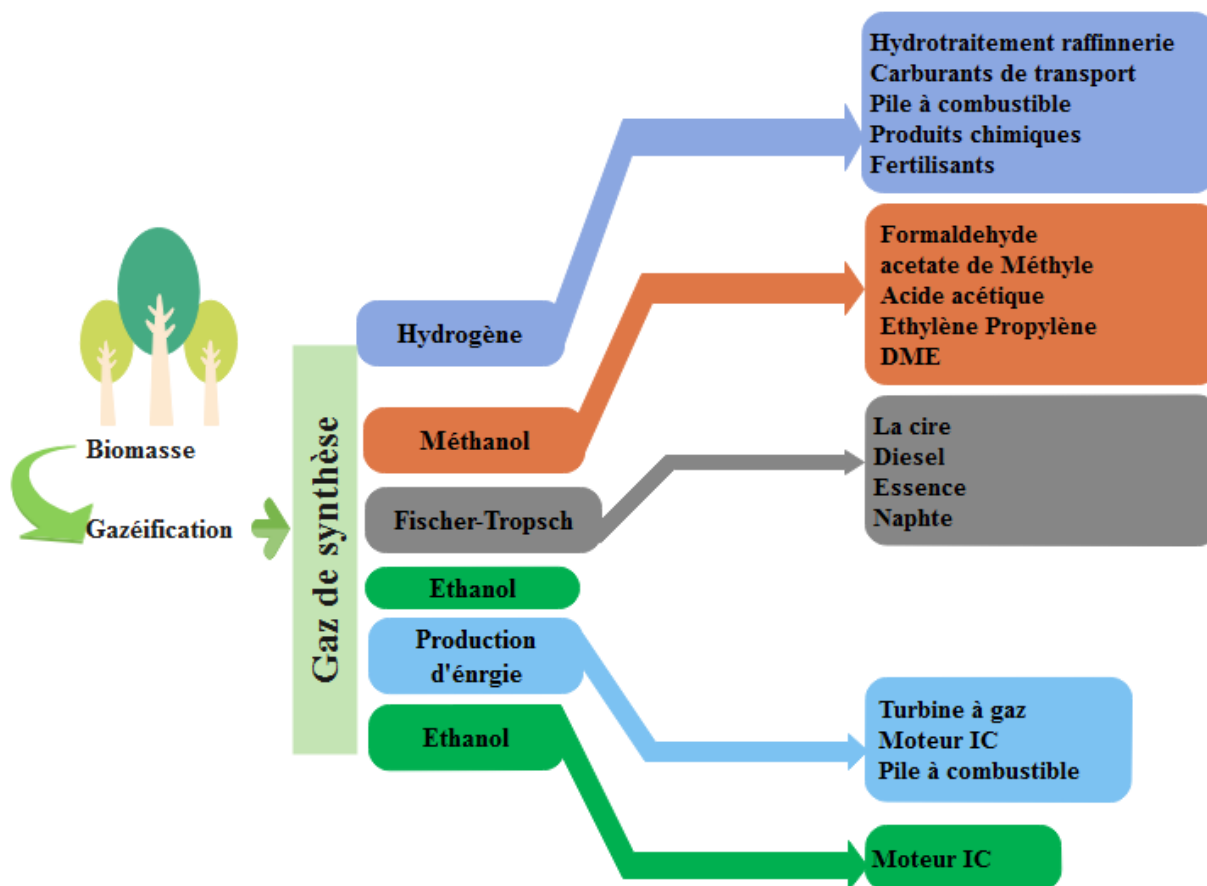 Biomasse
Gazéification
Gaz de synthèse
Hydrogène
Hydrotraitement raffinnerie
Carburants de transport
Pile à combustible
Produits chimiques
Fertilisants
Méthanol
Formaldehyde
acetate de Méthyle
Acide acétique
Ethylène Propylène
DME
Fischer-Tropsch
La cire
Diesel
Essence
Naphte
Ethanol
Production
d'énrgie
Turbine à gaz
Moteur IC
Pile à combustible
Ethanol
Moteur IC